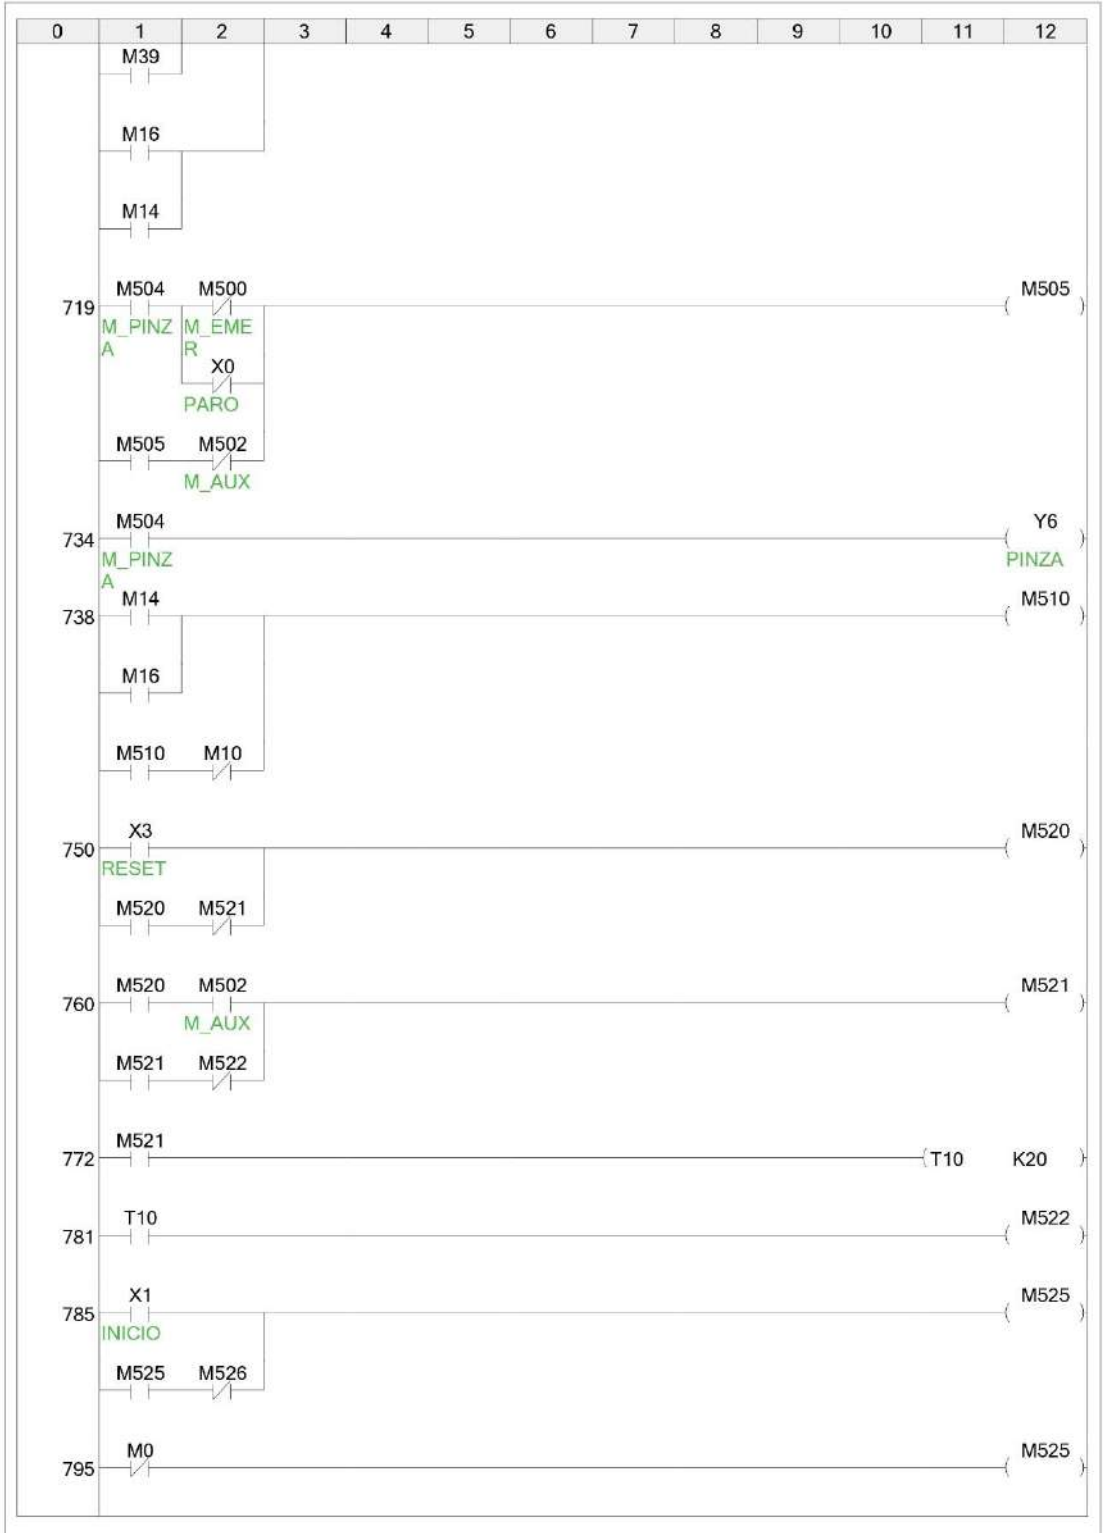 0 1 2 3 4 5 6 7 8 9 10 11 12
M39
M16
M14
M504 M500 M505
719
M_PINZ M_EME
A R
X0
PARO
M505 M502
M_AUX
M504 Y6
734
M_PINZ PINZA
A
M14 M510
738
M16
M510 M10
X3 M520
750
RESET
M520 M521
M520 M502 M521
760
M_AUX
M521 M522
M521
772 T10 K20
T10 M522
781
X1 M525
785
INICIO
M525 M526
M0 M525
795